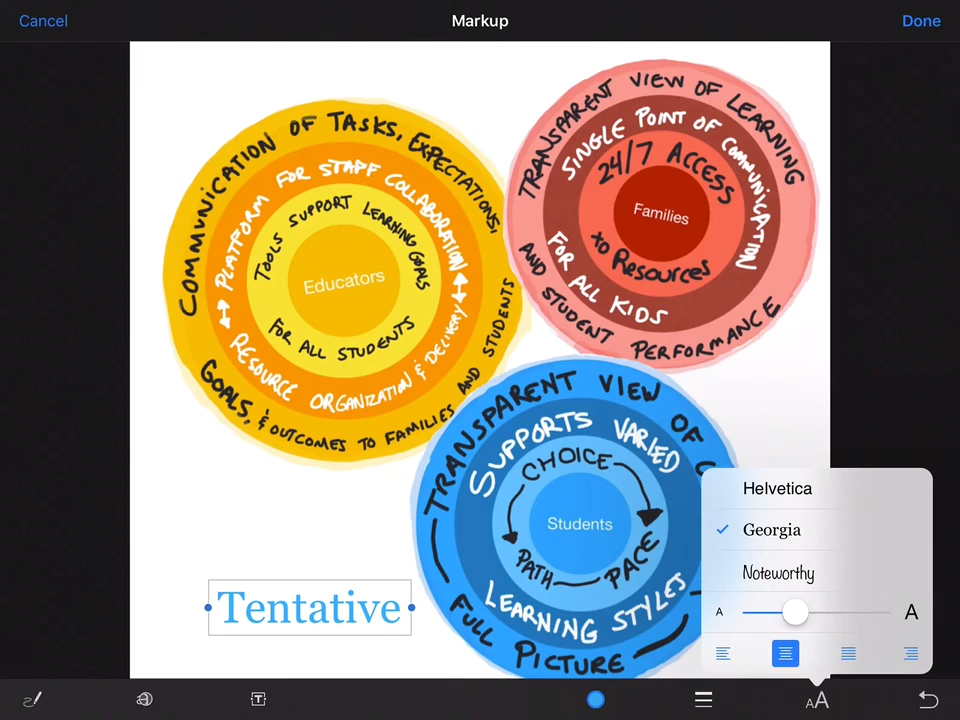 Cancel
Markup
Done
COMMUNICATION OF TASKS, EXPECTATIONS,
GOALS, & OUTCOMES TO FAMILIES AND STUDENTS
PLATFORM FOR STAFF COLLABORATION
RESOURCE ORGANIZATION & DELIVERY
TOOLS SUPPORT LEARNING GOALS
FOR ALL STUDENTS
Educators
TRANSPARENT VIEW OF LEARNING
AND STUDENT PERFORMANCE
SINGLE POINT OF COMMUNICATION
FOR ALL KIDS
24/7 ACCESS
to Resources
Families
TRANSPARENT VIEW OF
FULL PICTURE
SUPPORTS VARIED
LEARNING STYLES
CHOICE
PACE
PATH
Students
Tentative
Helvetica
Georgia
Noteworthy
A
A
T
AA